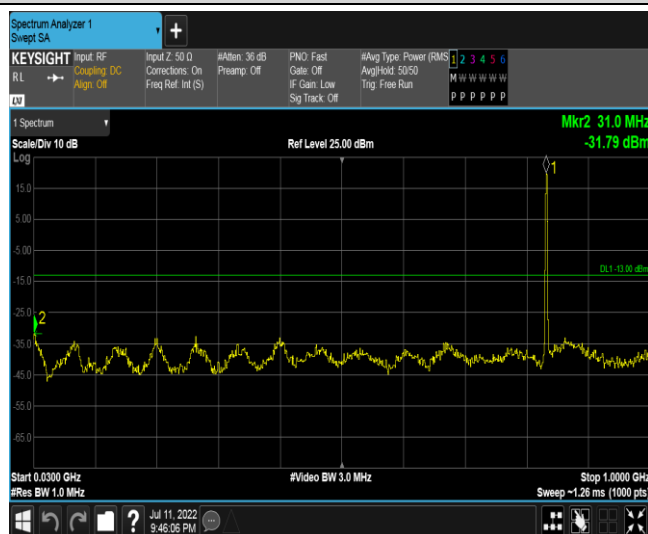 Spectrum Analyzer 1
Swept SA
+
KEYSIGHT Input: RF Input Z: 50 Ω #Atten: 36 dB PNO: Fast #Avg Type: Power (RMS 1 2 3 4 5 6
RL Coupling: DC Corrections: On Preamp: Off Gate: Off Avg|Hold: 50/50 M W W W W W
Align: Off Freq Ref: Int (S) IF Gain: Low Trig: Free Run
LXI Sig Track: Off P P P P P P
1 Spectrum Mkr2 31.0 MHz
Scale/Div 10 dB Ref Level 25.00 dBm -31.79 dBm
Log
1
15.0
5.00
-5.00
DL1 -13.00 dBm
-15.0
-25.0
2
-35.0
-45.0
-55.0
-65.0
Start 0.0300 GHz #Video BW 3.0 MHz Stop 1.0000 GHz
#Res BW 1.0 MHz Sweep ~1.26 ms (1000 pts)
? Jul 11, 2022
9:46:06 PM